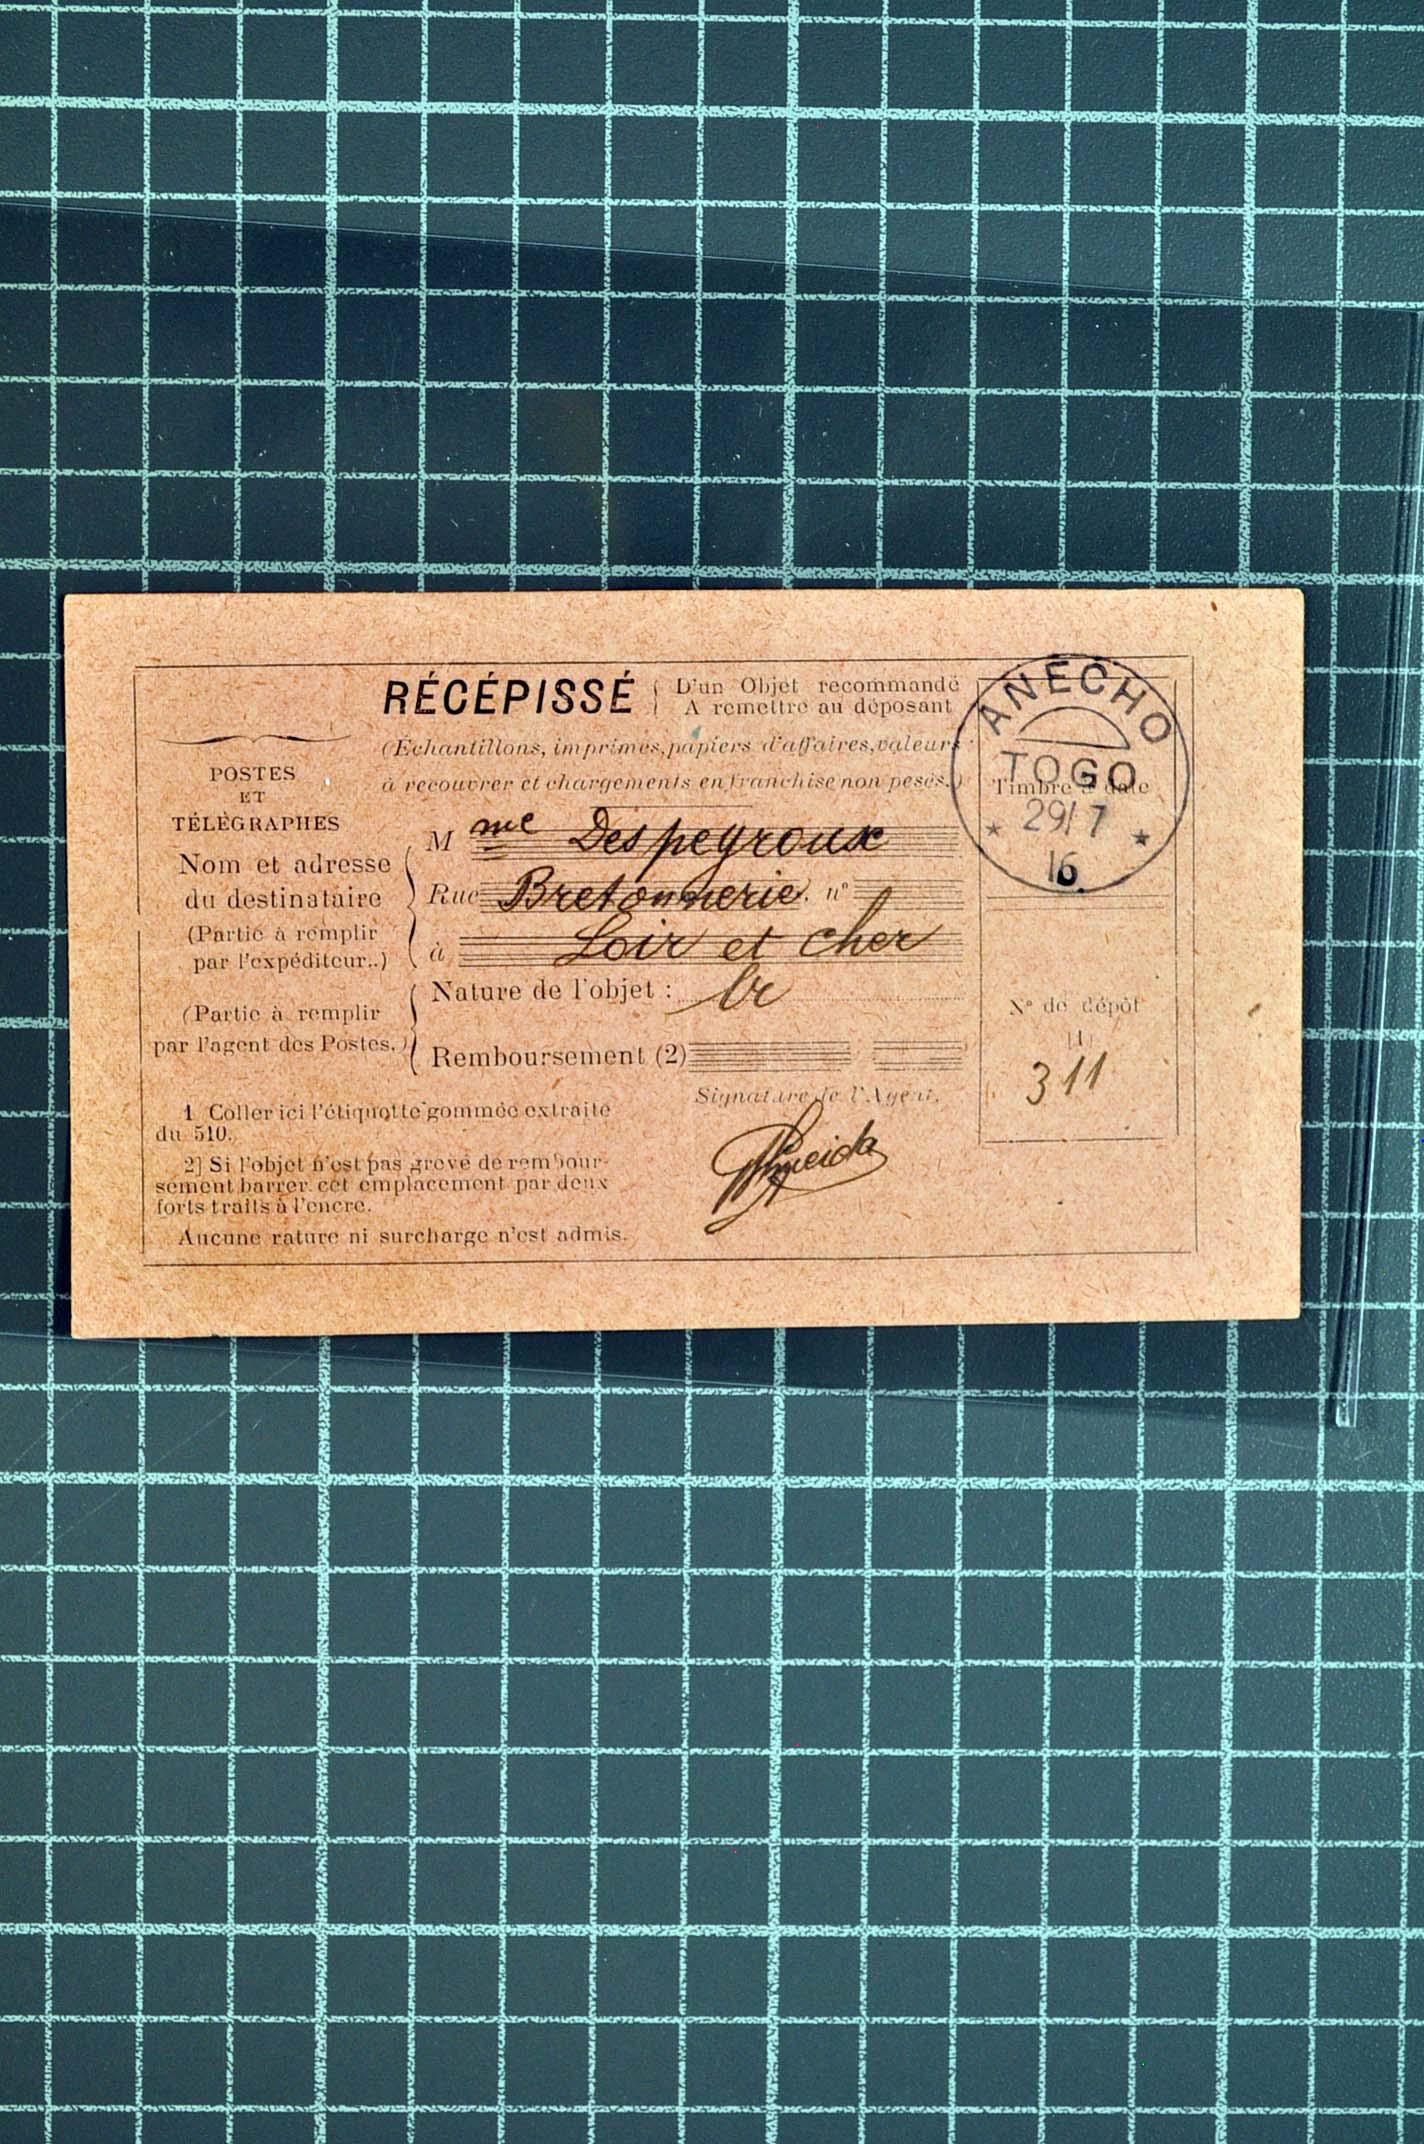 RÉCÉPISSÉ
D'un Objet recommandé
A remettre au déposant
(Échantillons, imprimés, papiers d'affaires, valeurs
à recouvrer et chargements en franchise non pesés.)
POSTES
ET
TÉLÉGRAPHES
Nom et adresse
du destinataire
(Partie à remplir
par l'expéditeur..)
M me Despeyroux
Rue Bretonnerie. n°
à Loir et Cher
(Partie à remplir
par l'agent des Postes.)
Nature de l'objet : lr
Remboursement (2)
Signature de l'Agent.
Almeida
1. Coller ici l'étiquette gommée extraite
du 510.
2] Si l'objet n'est pas grevé de rembour-
sement barrer cet emplacement par deux
forts traits à l'encre.
Aucune rature ni surcharge n'est admis.
ANECHO
TOGO
Timbre à date
29/7
16.
N° de dépôt
(1)
311